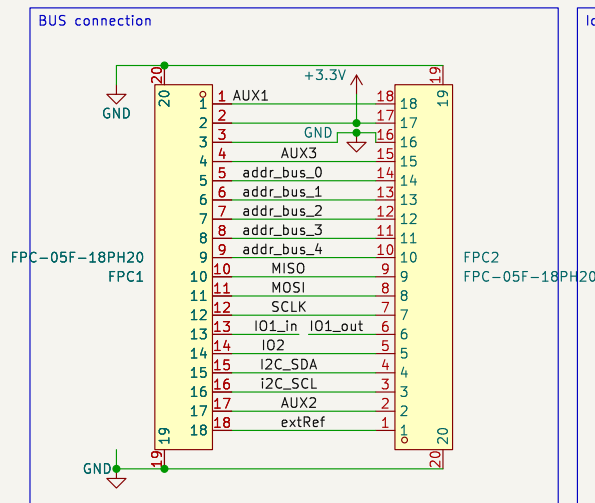 BUS connection
Io
20
19
+3.3V
20
19
GND
1
1
AUX1
18
18
2
2
17
17
3
3
GND
16
16
4
4
AUX3
15
15
5
5
addr_bus_0
14
14
6
6
addr_bus_1
13
13
7
7
addr_bus_2
12
12
8
8
addr_bus_3
11
11
9
9
addr_bus_4
10
10
FPC-05F-18PH20
FPC1
FPC2
FPC-05F-18PH20
10
10
MISO
9
9
11
11
MOSI
8
8
12
12
SCLK
7
7
13
13
IO1_in
IO1_out
6
6
14
14
IO2
5
5
15
15
I2C_SDA
4
4
16
16
i2C_SCL
3
3
17
17
AUX2
2
2
18
18
extRef
1
1
19
20
GND
19
20